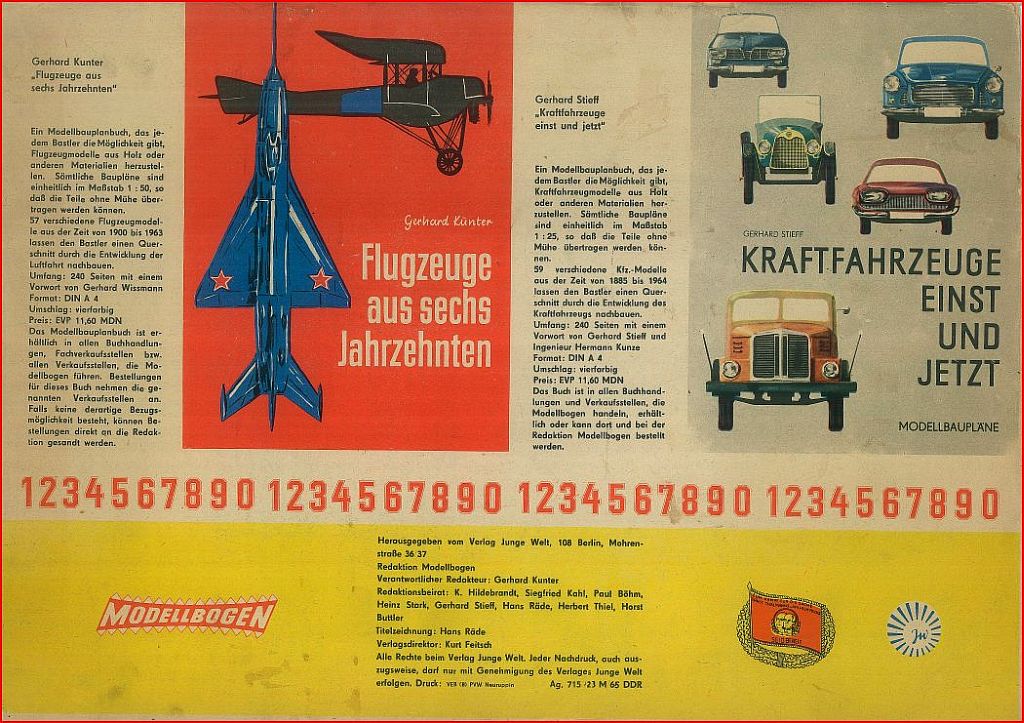 Gerhard Kunter
„Flugzeuge aus
sechs Jahrzehnten“
Ein Modellbauplanbuch, das je-
dem Bastler die Möglichkeit gibt,
Flugzeugmodelle aus Holz oder
anderen Materialien herzustel-
len. Sämtliche Baupläne sind
einheitlich im Maßstab 1 : 50, so
daß die Teile ohne Mühe über-
tragen werden können.
57 verschiedene Flugzeugmodel-
le aus der Zeit von 1900 bis 1963
lassen den Bastler einen Quer-
schnitt durch die Entwicklung der
Luftfahrt nachbauen.
Umfang: 240 Seiten mit einem
Vorwort von Gerhard Wissmann
Format: DIN A 4
Umschlag: vierfarbig
Preis: EVP 11,60 MDN
Das Modellbauplanbuch ist er-
hältlich in allen Buchhandlun-
gen, Fachverkaufsstellen bzw.
allen Verkaufsstellen, die Mo-
dellbogen führen. Bestellungen
für dieses Buch nehmen die ge-
nannten Verkaufsstellen an.
Falls keine derartige Bezugs-
möglichkeit besteht, können Be-
stellungen direkt an die Redak-
tion gesandt werden.
Gerhard Künter
Flugzeuge
aus sechs
Jahrzehnten
Gerhard Stieff
„Kraftfahrzeuge
einst und jetzt“
Ein Modellbauplanbuch, das je-
dem Bastler die Möglichkeit gibt,
Kraftfahrzeugmodelle aus Holz
oder anderen Materialien her-
zustellen. Sämtliche Baupläne
sind einheitlich im Maßstab
1 : 25, so daß die Teile ohne
Mühe übertragen werden kön-
nen.
59 verschiedene Kfz.-Modelle
aus der Zeit von 1885 bis 1964
lassen den Bastler einen Quer-
schnitt durch die Entwicklung des
Kraftfahrzeugs nachbauen.
Umfang: 240 Seiten mit einem
Vorwort von Gerhard Stieff und
Ingenieur Hermann Kunze
Format: DIN A 4
Umschlag: vierfarbig
Preis: EVP 11,60 MDN
Das Buch ist in allen Buchhand-
lungen und Verkaufsstellen, die
Modellbogen handeln, erhält-
lich oder kann dort und bei der
Redaktion Modellbogen bestellt
werden.
GERHARD STIEFF
KRAFTFAHRZEUGE
EINST
UND
JETZT
MODELLBAUPLÄNE
1234567890 1234567890 1234567890 1234567890
Herausgegeben vom Verlag Junge Welt, 108 Berlin, Mohren-
straße 36 37
Redaktion Modellbogen
Verantwortlicher Redakteur: Gerhard Kunter
Redaktionsbeirat: K. Hildebrandt, Siegfried Kahl, Paul Böhm,
Heinz Stark, Gerhard Stieff, Hans Räde, Herbert Thiel, Horst
Buttler
Titelzeichnung: Hans Räde
Verlagsdirektor: Kurt Feitsch
Alle Rechte beim Verlag Junge Welt. Jeder Nachdruck, auch aus-
zugsweise, darf nur mit Genehmigung des Verlages Junge Welt
erfolgen. Druck: VEB (B) PVW Neuruppin Ag. 715/23 M 65 DDR
MODELLBOGEN
SEID BEREIT